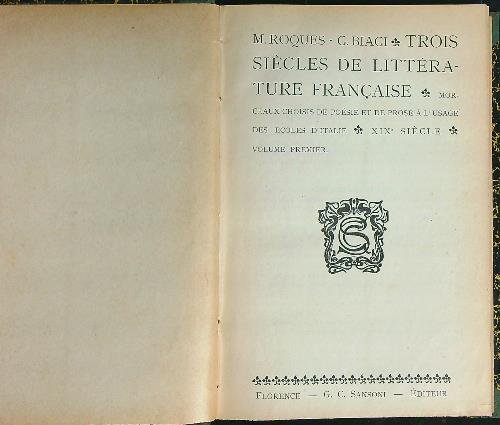 M. ROQUES - G. BIAGI ❖ TROIS
SIÈCLES DE LITTÉRA-
TURE FRANÇAISE ❖ MOR-
CEAUX CHOISIS DE POÉSIE ET DE PROSE À L'USAGE
DES ÉCOLES D'ITALIE ❖ XIXe SIÈCLE ❖
VOLUME PREMIER.
FLORENCE — G. C. SANSONI — ÉDITEUR